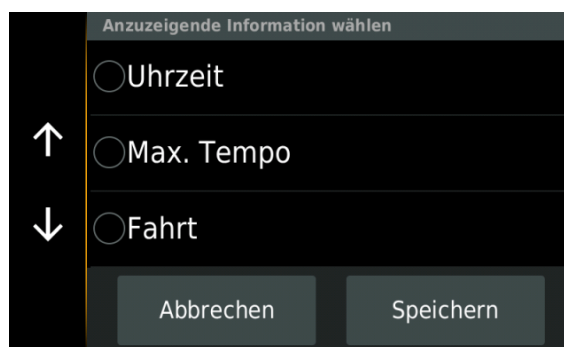 Anzuzeigende Information wählen
Uhrzeit
Max. Tempo
Fahrt
Abbrechen Speichern